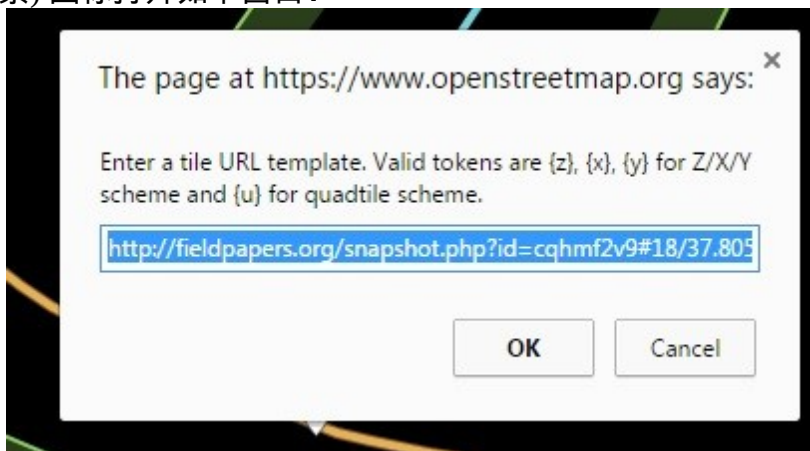 The page at https://www.openstreetmap.org says:
Enter a tile URL template. Valid tokens are {z}, {x}, {y} for Z/X/Y
scheme and {u} for quadtile scheme.
http://fieldpapers.org/snapshot.php?id=cqhmf2v9#18/37.805
OK Cancel